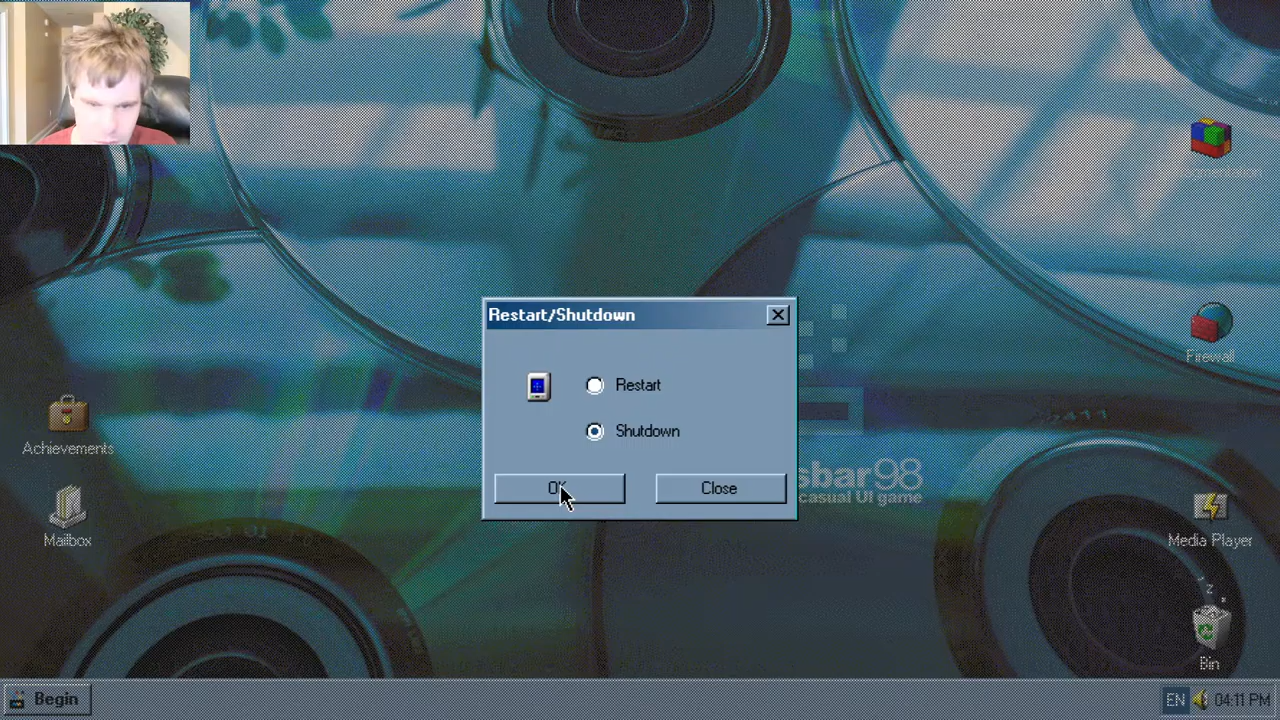 Restart/Shutdown
Restart
Shutdown
OK
Close
sbar98
casual UI game
Firewall
Achievements
Mailbox
Media Player
Bin
Begin
EN
04:11 PM